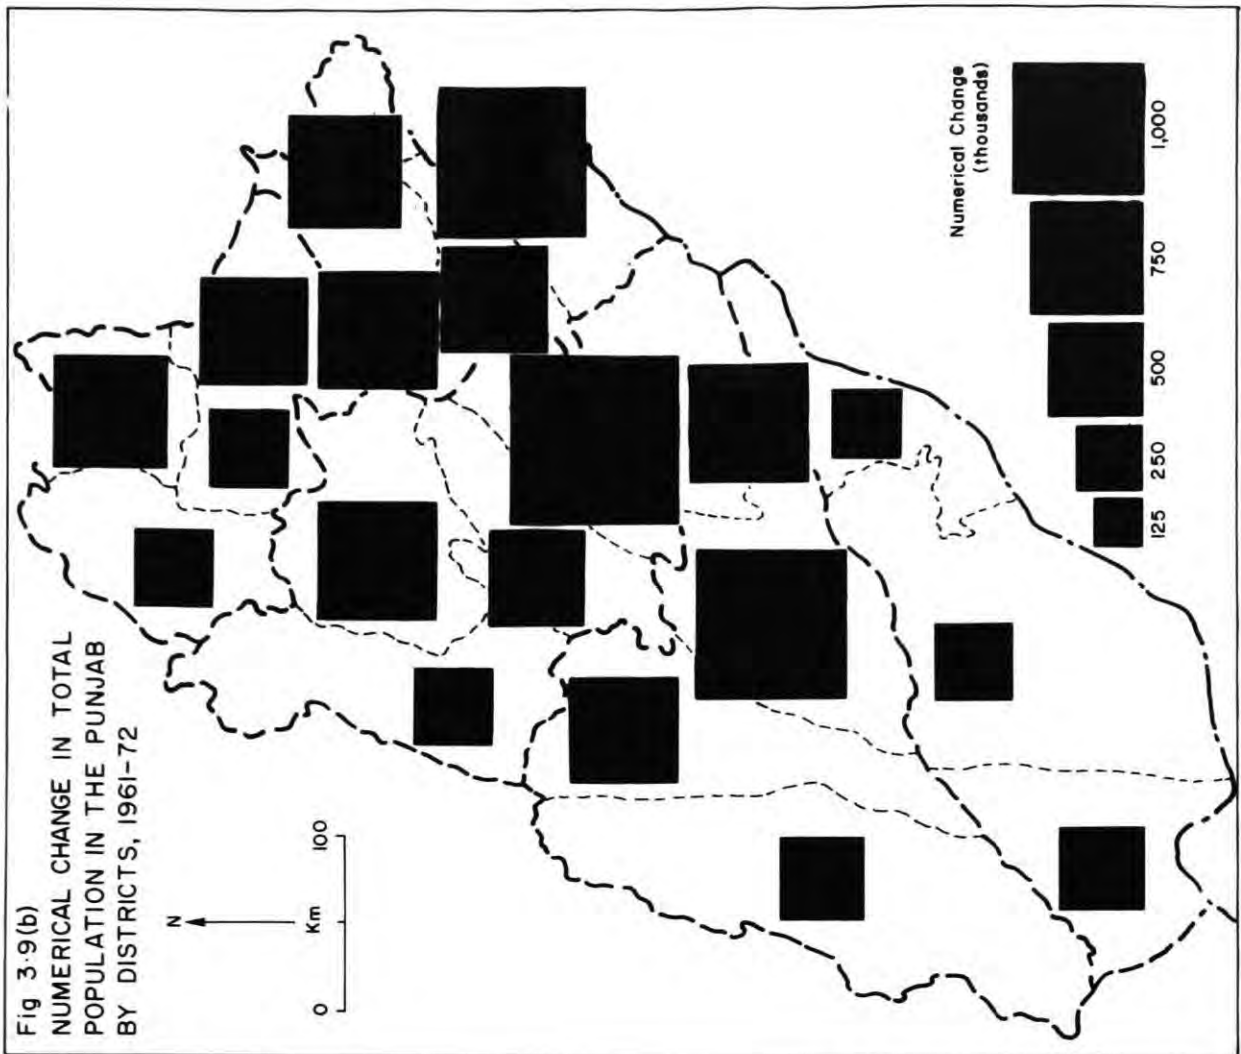 Fig 3·9(b)
NUMERICAL CHANGE IN TOTAL
POPULATION IN THE PUNJAB
BY DISTRICTS, 1961-72
N
0 Km 100
Numerical Change
(thousands)
125 250 500 750 1,000